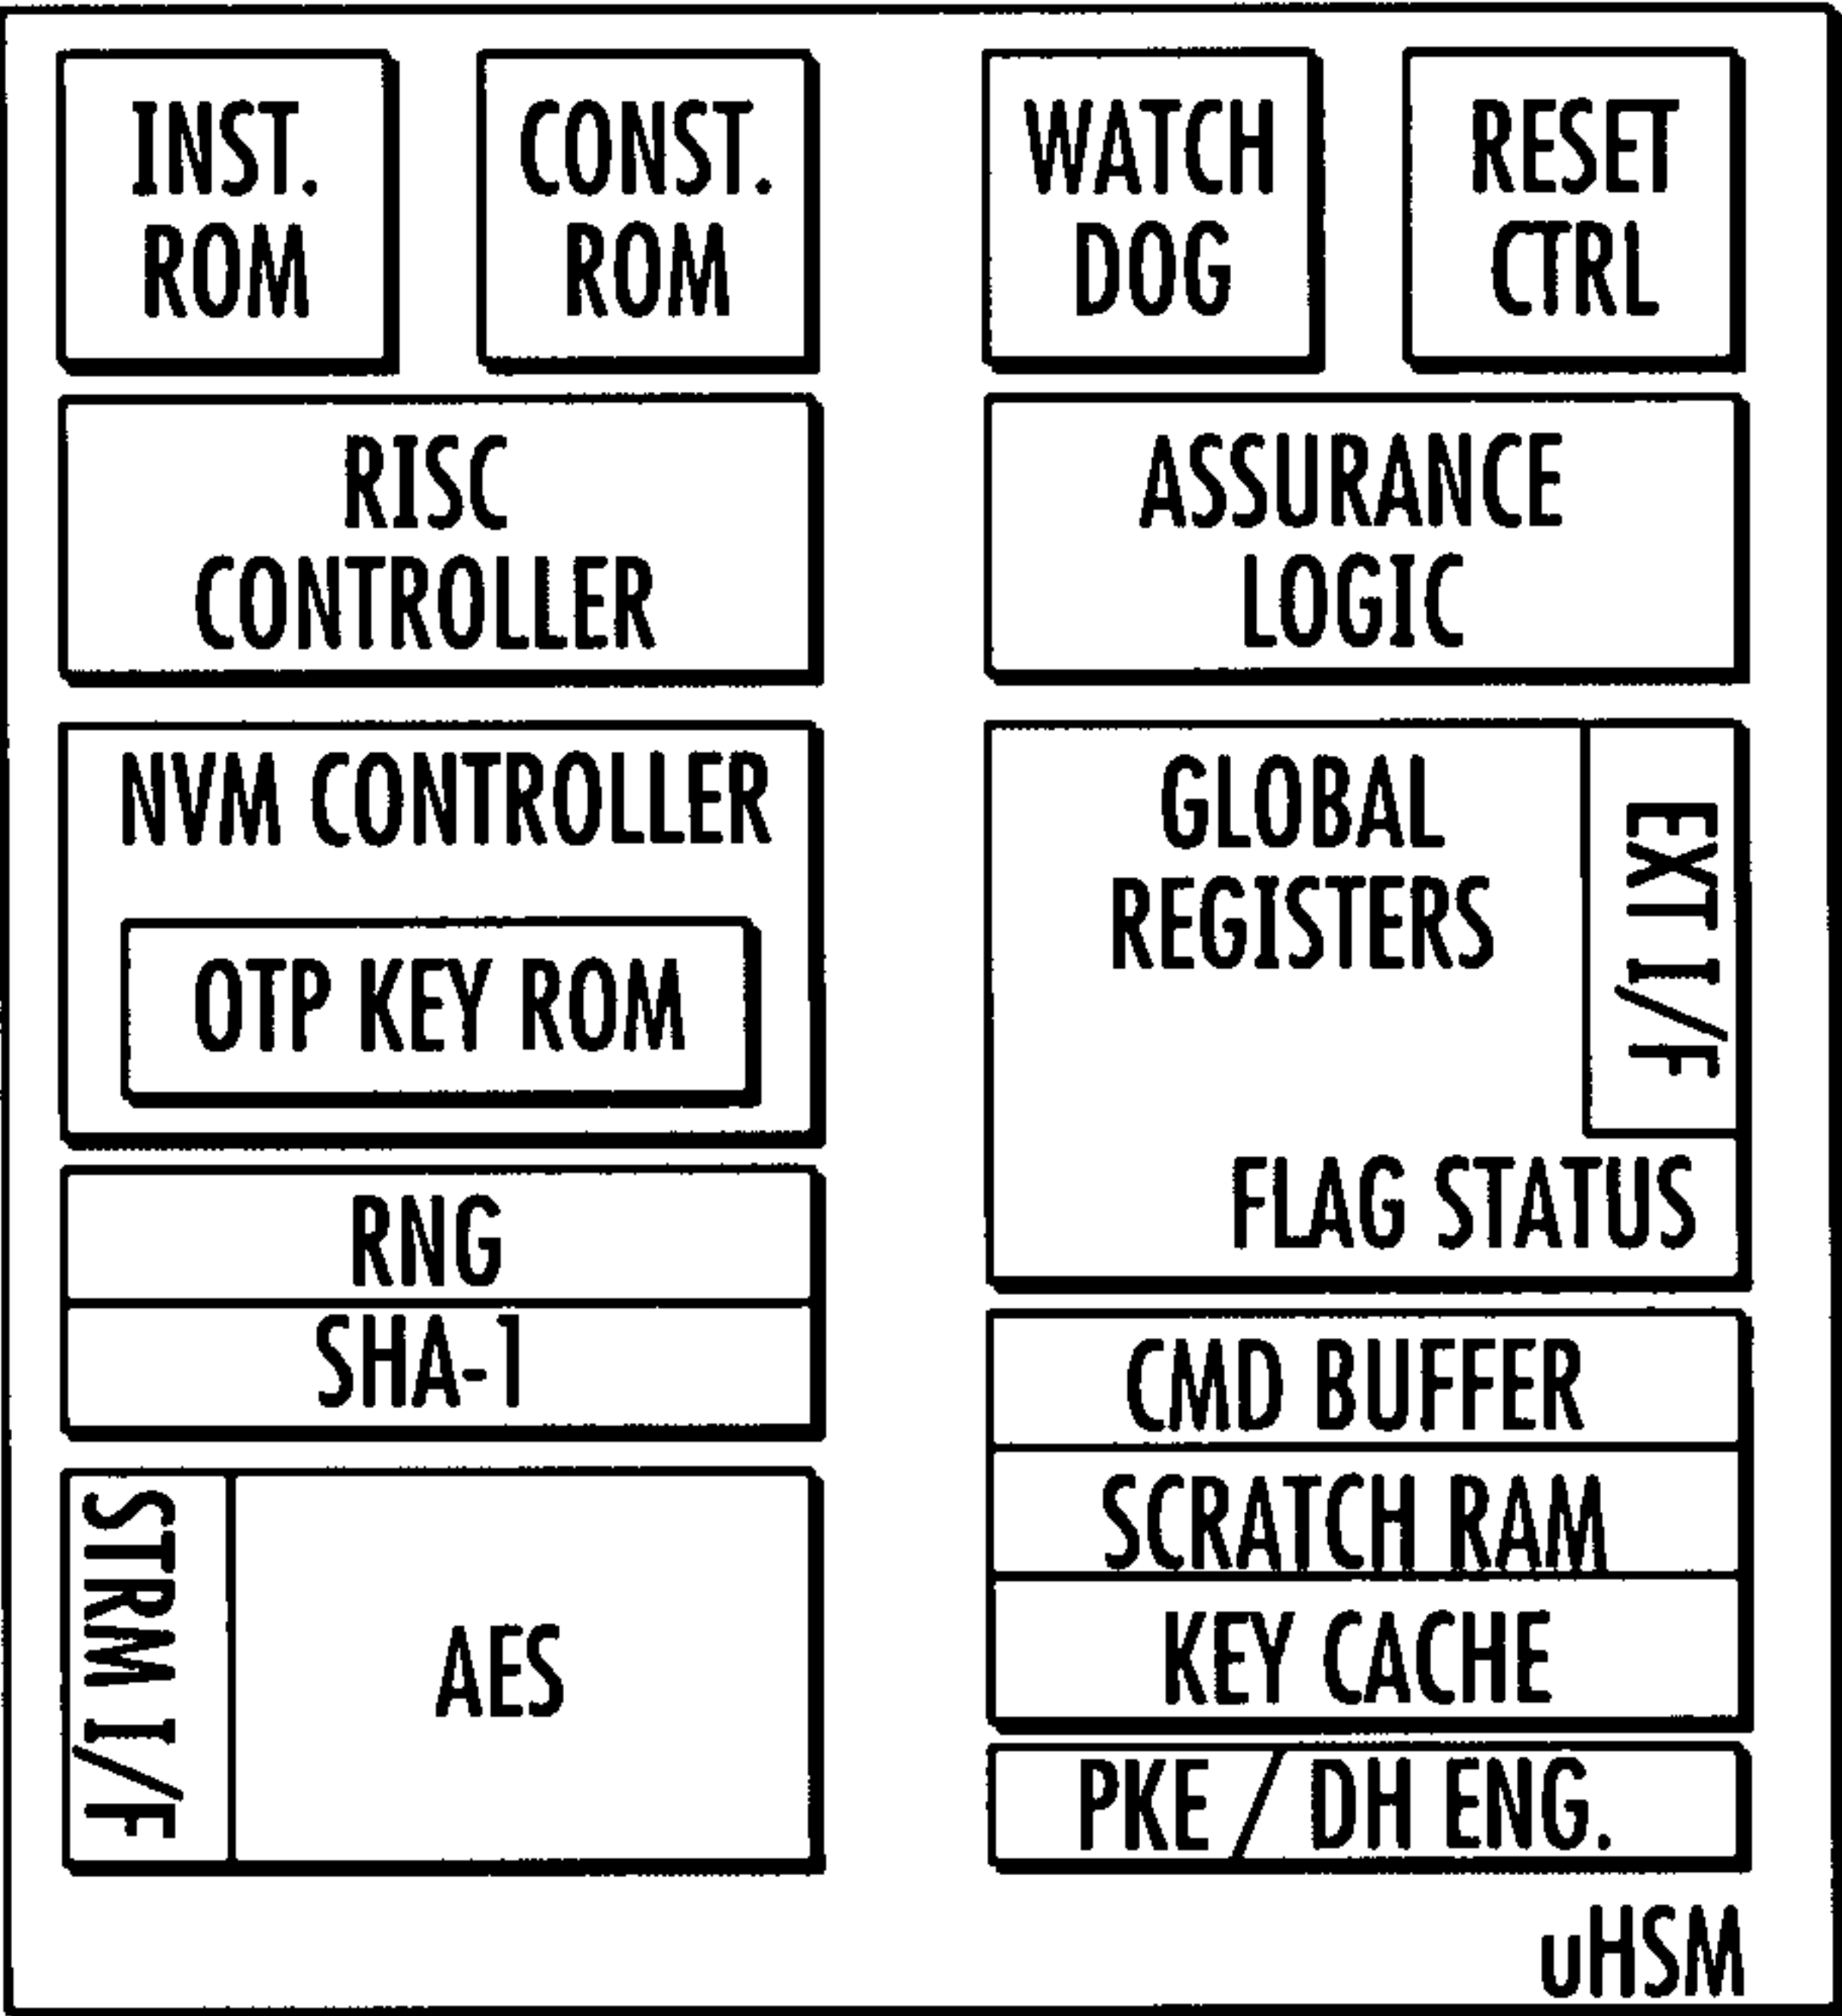 INST.
ROM
CONST.
ROM
WATCH
DOG
RESET
CTRL
RISC
CONTROLLER
ASSURANCE
LOGIC
NVM CONTROLLER
OTP KEY ROM
GLOBAL
REGISTERS
EXT I/F
FLAG STATUS
RNG
SHA-1
CMD BUFFER
SCRATCH RAM
KEY CACHE
STRM I/F
AES
PKE / DH ENG.
uHSM